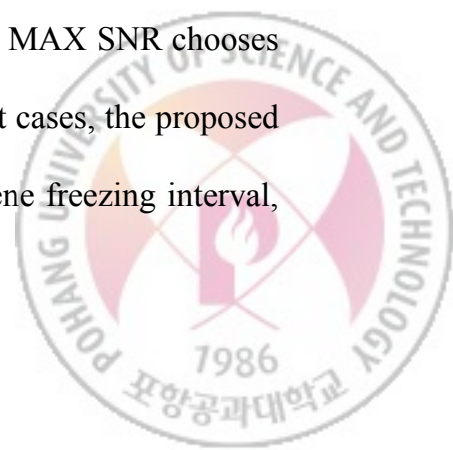 MAX SNR chooses
t cases, the proposed
ne freezing interval,
POHANG UNIVERSITY OF SCIENCE AND TECHNOLOGY
1986
포항공과대학교